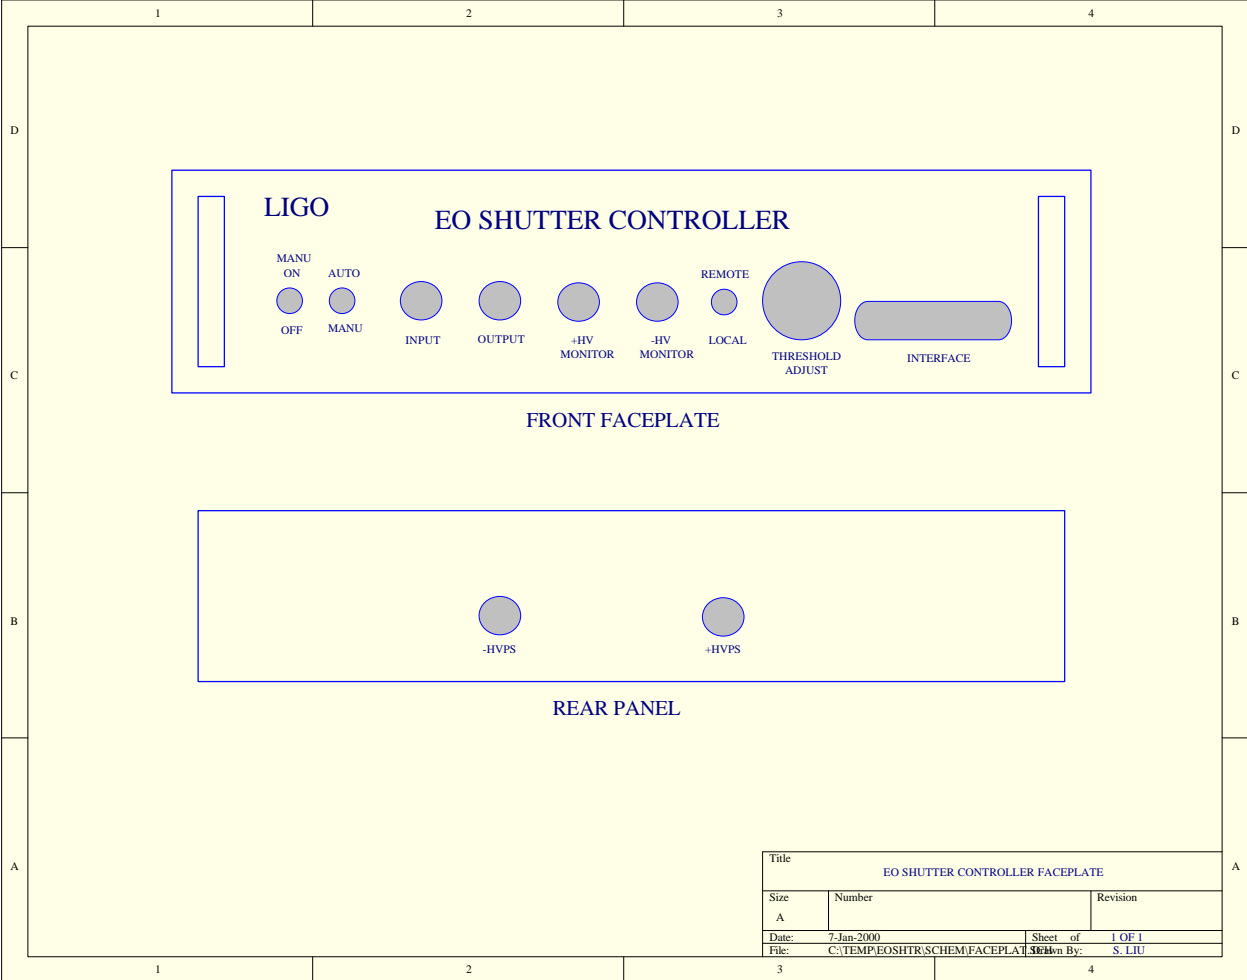 1 2 3 4
D D
LIGO
EO SHUTTER CONTROLLER
MANU
ON AUTO REMOTE
OFF MANU
INPUT OUTPUT +HV -HV LOCAL
MONITOR MONITOR
THRESHOLD INTERFACE
ADJUST
C C
FRONT FACEPLATE
B B
-HVPS +HVPS
REAR PANEL
A A
Title
EO SHUTTER CONTROLLER FACEPLATE
Size Number Revision
A
Date: 7-Jan-2000 Sheet of 1 OF 1
File: C:\TEMP\EOSHTR\SCHEM\FACEPLAT.SCH Drawn By: S. LIU
1 2 3 4